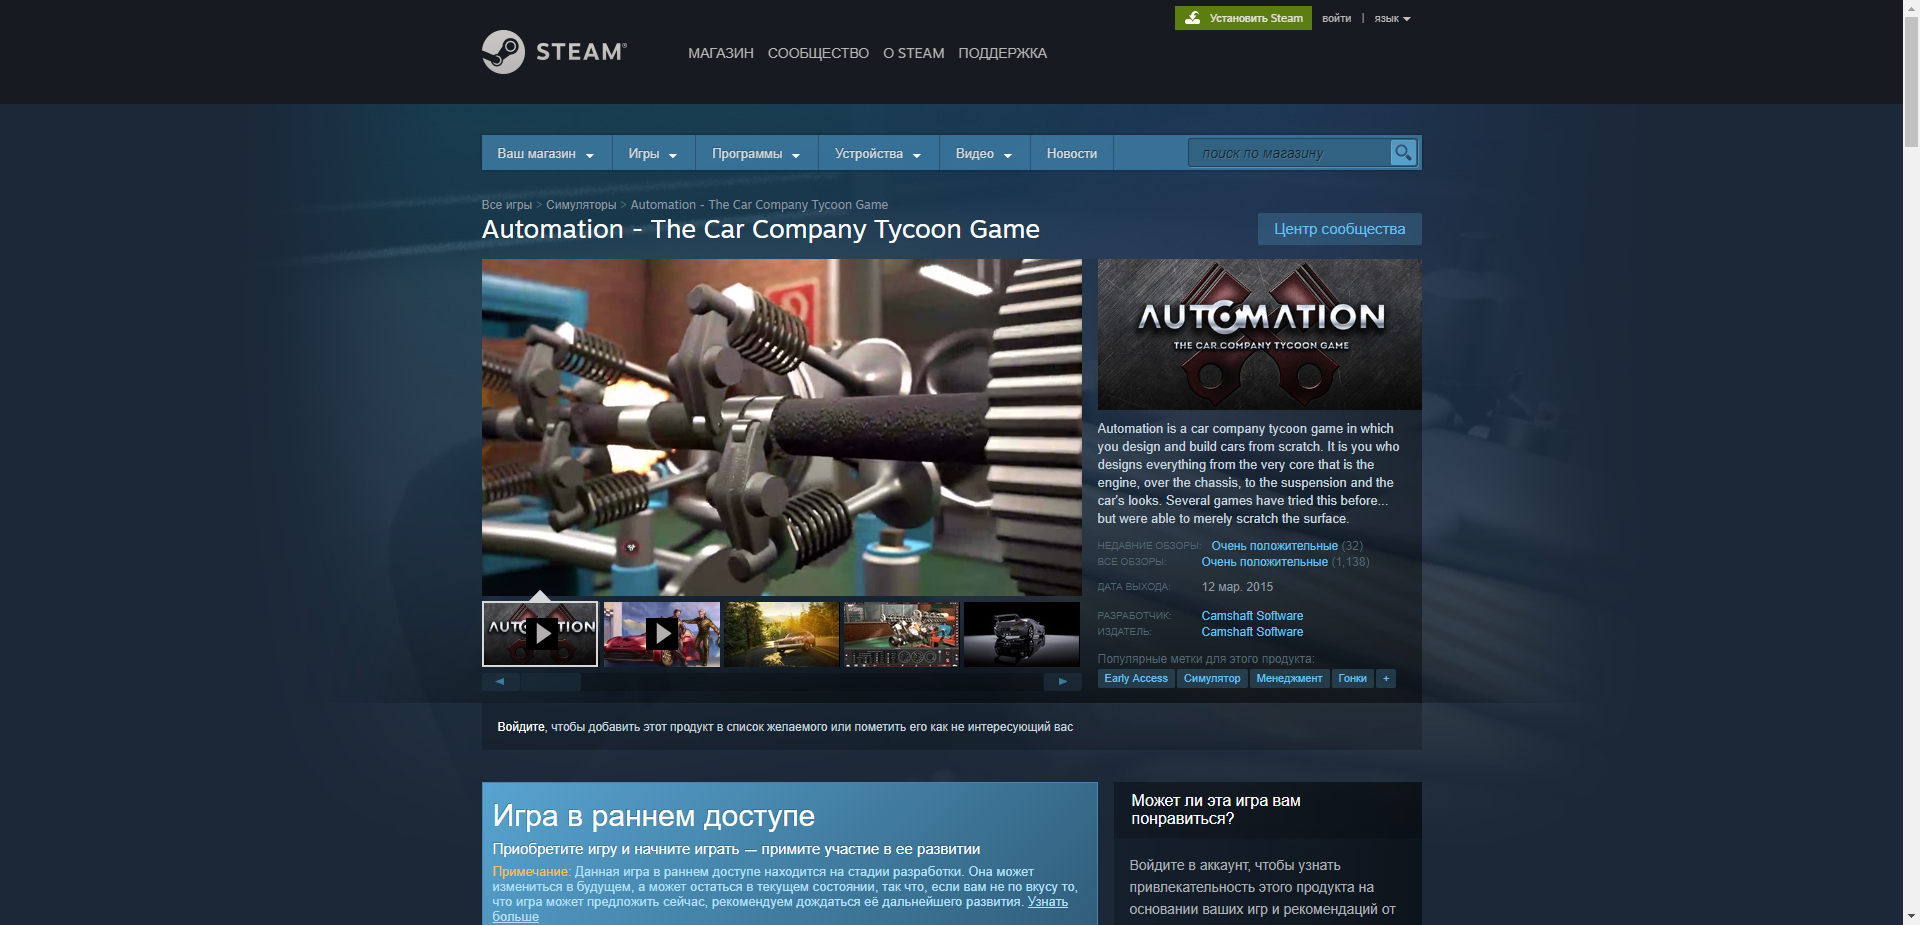 Установить Steam
войти | язык
STEAM®
МАГАЗИН СООБЩЕСТВО О STEAM ПОДДЕРЖКА
Ваш магазин Игры Программы Устройства Видео Новости поиск по магазину
Все игры > Симуляторы > Automation - The Car Company Tycoon Game
Automation - The Car Company Tycoon Game
Центр сообщества
AUTOMATION
THE CAR COMPANY TYCOON GAME
Automation is a car company tycoon game in which
you design and build cars from scratch. It is you who
designs everything from the very core that is the
engine, over the chassis, to the suspension and the
car's looks. Several games have tried this before...
but were able to merely scratch the surface.
НЕДАВНИЕ ОБЗОРЫ: Очень положительные (32)
ВСЕ ОБЗОРЫ: Очень положительные (1,138)
ДАТА ВЫХОДА: 12 мар. 2015
РАЗРАБОТЧИК: Camshaft Software
ИЗДАТЕЛЬ: Camshaft Software
Популярные метки для этого продукта:
Early Access Симулятор Менеджмент Гонки +
Войдите, чтобы добавить этот продукт в список желаемого или пометить его как не интересующий вас
Игра в раннем доступе
Приобретите игру и начните играть — примите участие в ее развитии
Примечание: Данная игра в раннем доступе находится на стадии разработки. Она может
измениться в будущем, а может остаться в текущем состоянии, так что, если вам не по вкусу то,
что игра может предложить сейчас, рекомендуем дождаться её дальнейшего развития. Узнать
больше
Может ли эта игра вам
понравиться?
Войдите в аккаунт, чтобы узнать
привлекательность этого продукта на
основании ваших игр и рекомендаций от